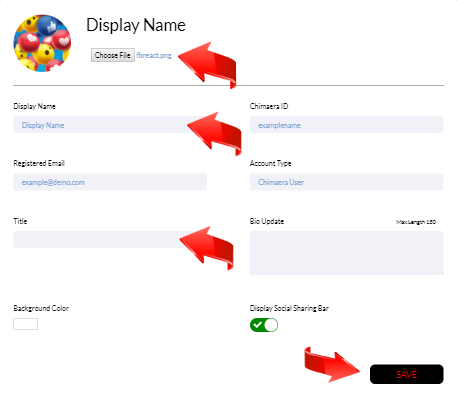 Display Name
Choose File fbreact.png
Display Name
Chimaera ID
Display Name
examplename
Registered Email
Account Type
example@demo.com
Chimaera User
Title
Bio Update
Max Length 150
Background Color
Display Social Sharing Bar
SAVE